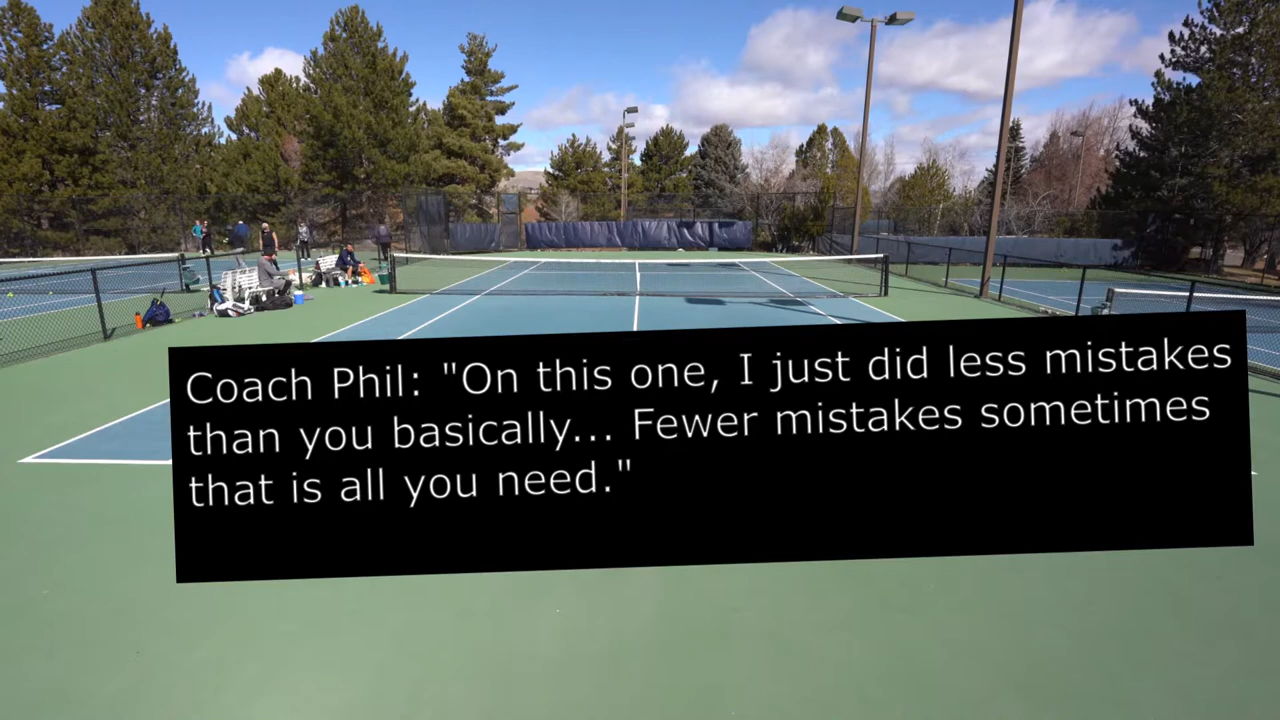 Coach Phil: "On this one, I just did less mistakes
than you basically... Fewer mistakes sometimes
that is all you need."